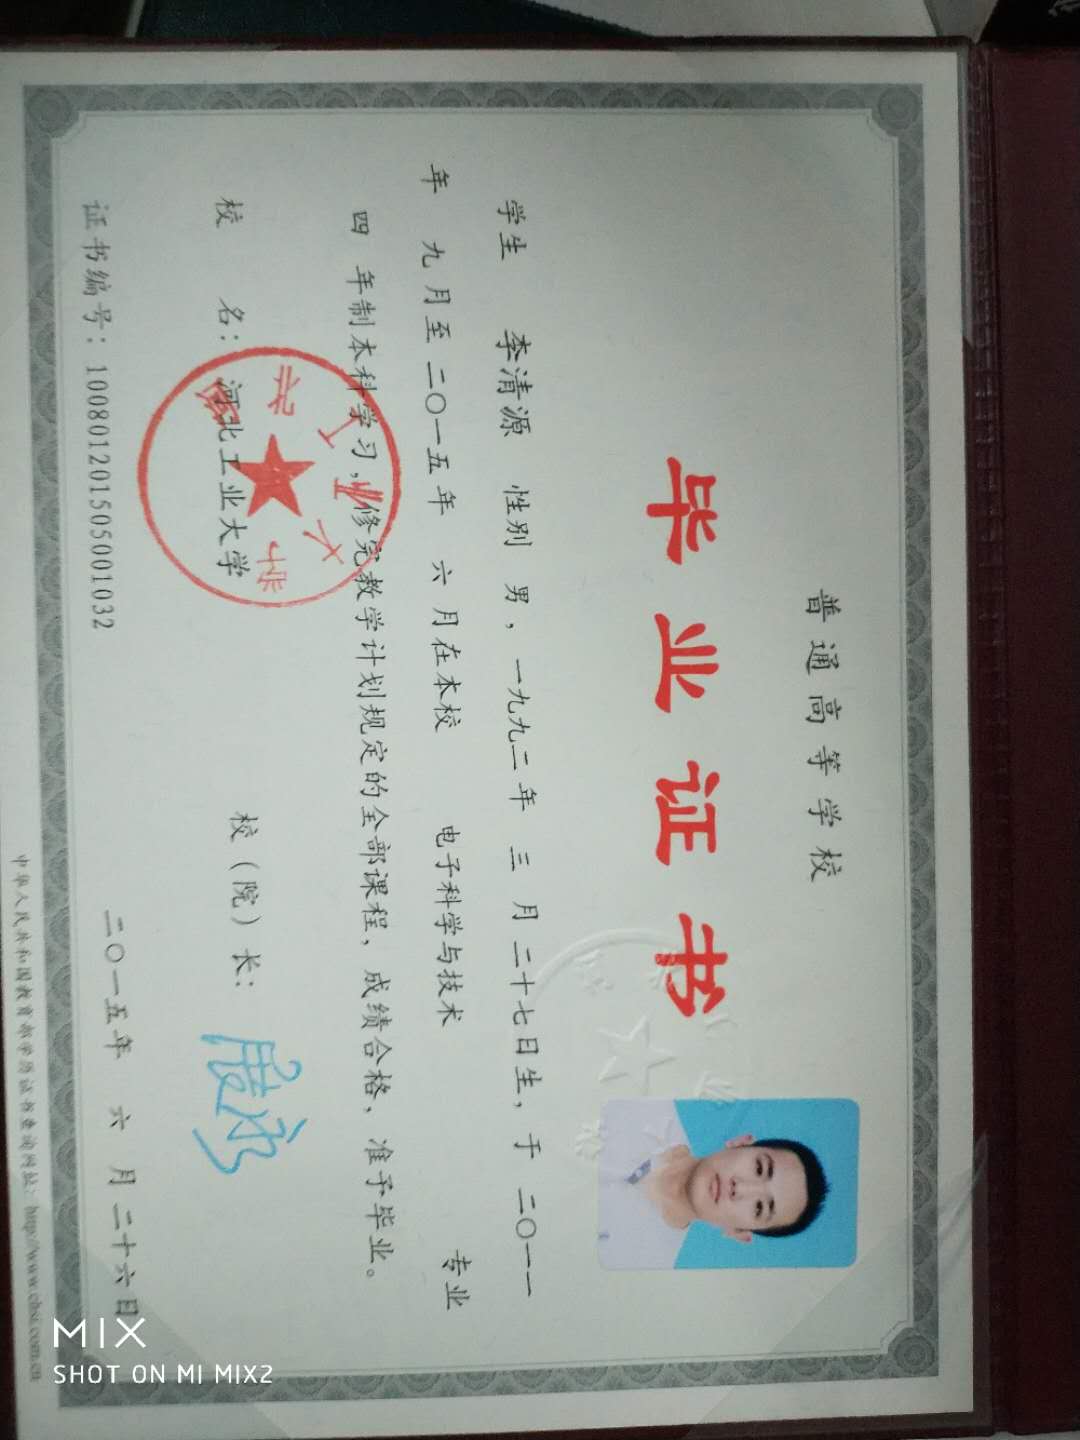 普通高等学校
毕业证书
学生 李清源 性别 男，一九九二年 三 月二十七日生，于 二〇一一
年 九月至二〇一五年 六月在本校 电子科学与技术 专业
四 年制本科学习，修完教学计划规定的全部课程，成绩合格，准予毕业。
校 名：河北工业大学 校（院）长：
河北工业大学
证书编号：100801201505001032 二〇一五年 六 月二十六日
中华人民共和国教育部学历证书查询网址：http://www.chsi.com.cn
MIX
SHOT ON MI MIX2